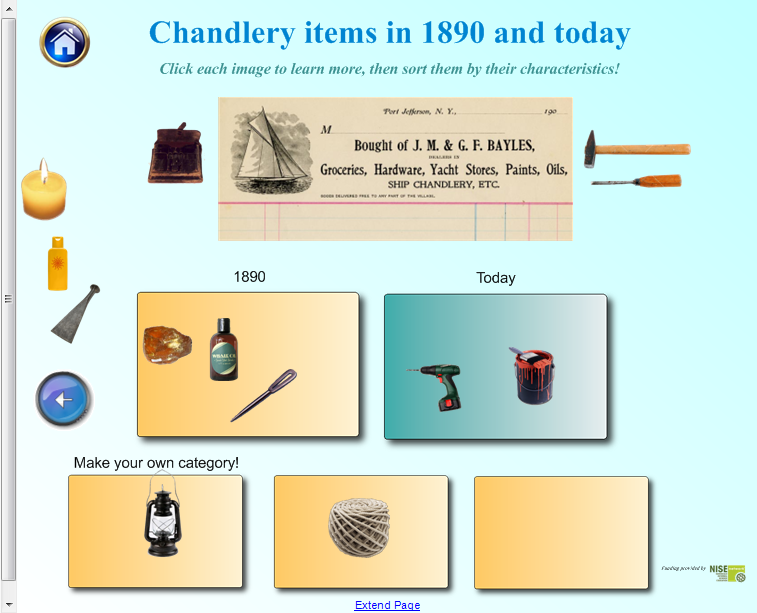 Chandlery items in 1890 and today
Click each image to learn more, then sort them by their characteristics!
Port Jefferson, N. Y., 190
M
Bought of J. M. & G. F. BAYLES,
DEALERS IN
Groceries, Hardware, Yacht Stores, Paints, Oils,
SHIP CHANDLERY, ETC.
GOODS DELIVERED FREE TO ANY PART OF THE VILLAGE.
1890
Today
Make your own category!
Funding provided by NISE
Extend Page